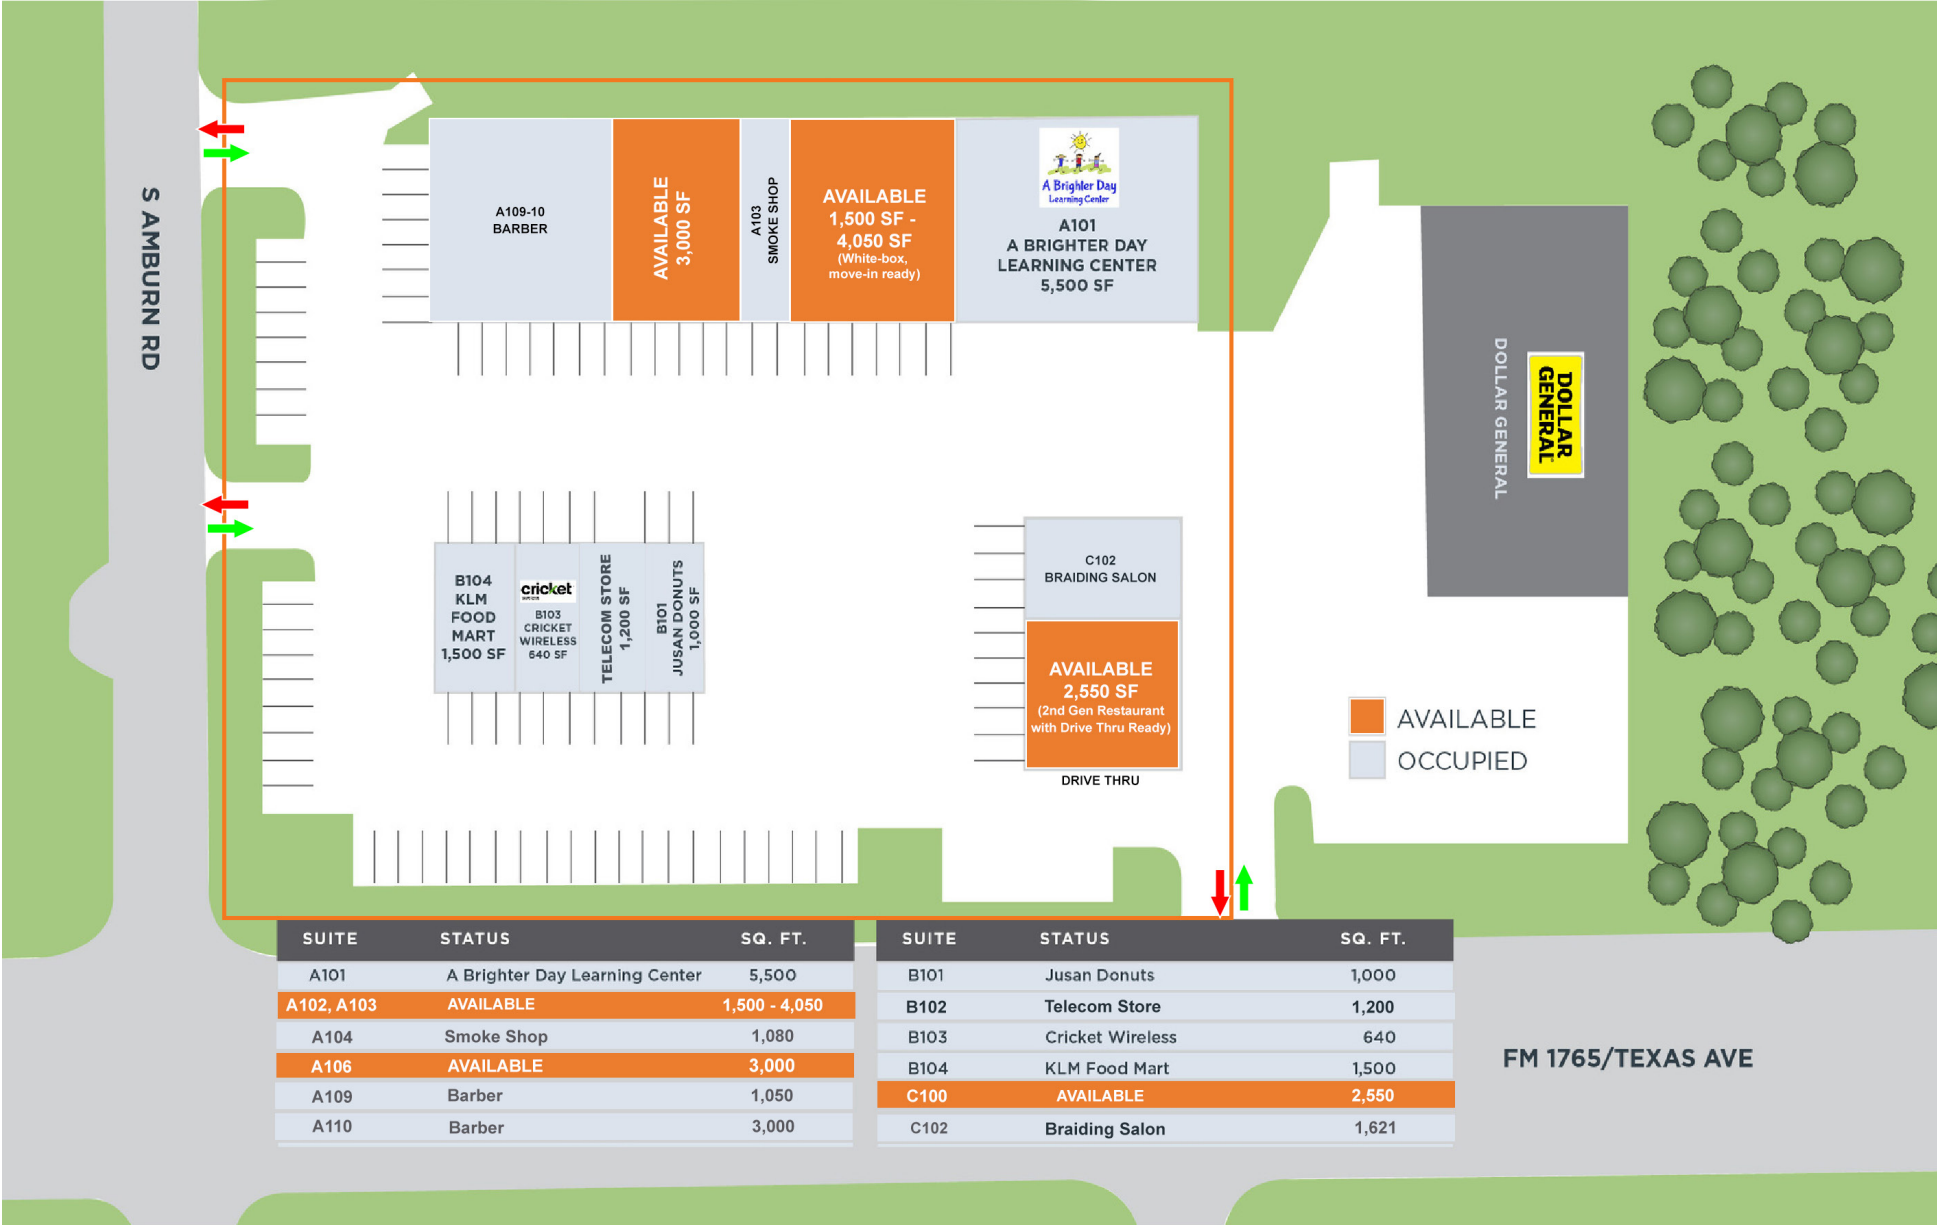 S AMBURN RD
A109-10
BARBER
AVAILABLE
3,000 SF
A103
SMOKE SHOP
AVAILABLE
1,500 SF -
4,050 SF
(White-box,
move-in ready)
A Brighter Day
Learning Center
A101
A BRIGHTER DAY
LEARNING CENTER
5,500 SF
DOLLAR GENERAL
DOLLAR
GENERAL
B104
KLM
FOOD
MART
1,500 SF
cricket
B103
CRICKET
WIRELESS
640 SF
TELECOM STORE
1,200 SF
B101
JUSAN DONUTS
1,000 SF
C102
BRAIDING SALON
AVAILABLE
2,550 SF
(2nd Gen Restaurant
with Drive Thru Ready)
DRIVE THRU
AVAILABLE
OCCUPIED
SUITE STATUS SQ. FT.
A101 A Brighter Day Learning Center 5,500
A102, A103 AVAILABLE 1,500 - 4,050
A104 Smoke Shop 1,080
A106 AVAILABLE 3,000
A109 Barber 1,050
A110 Barber 3,000
SUITE STATUS SQ. FT.
B101 Jusan Donuts 1,000
B102 Telecom Store 1,200
B103 Cricket Wireless 640
B104 KLM Food Mart 1,500
C100 AVAILABLE 2,550
C102 Braiding Salon 1,621
FM 1765/TEXAS AVE